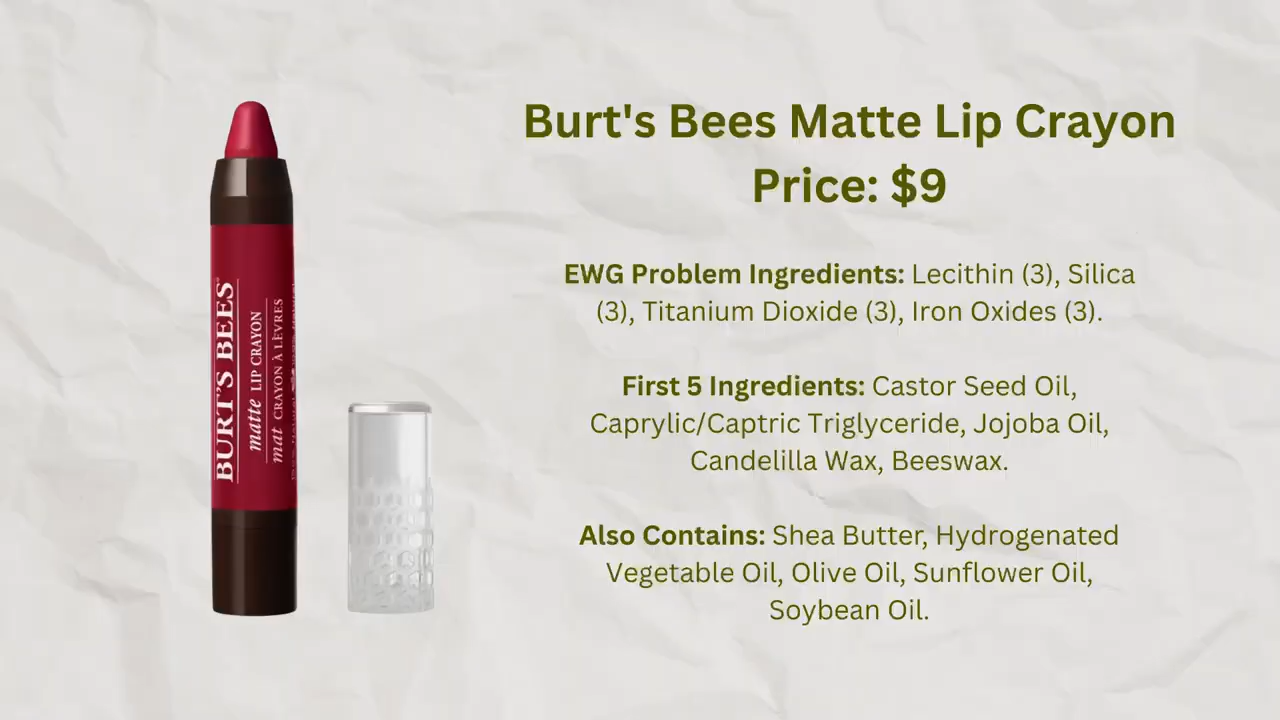 Burt's Bees Matte Lip Crayon
Price: $9
EWG Problem Ingredients: Lecithin (3), Silica
(3), Titanium Dioxide (3), Iron Oxides (3).
First 5 Ingredients: Castor Seed Oil,
Caprylic/Captric Triglyceride, Jojoba Oil,
Candelilla Wax, Beeswax.
Also Contains: Shea Butter, Hydrogenated
Vegetable Oil, Olive Oil, Sunflower Oil,
Soybean Oil.
BURT'S BEES
matte LIP CRAYON
mat CRAYON À LÈVRES